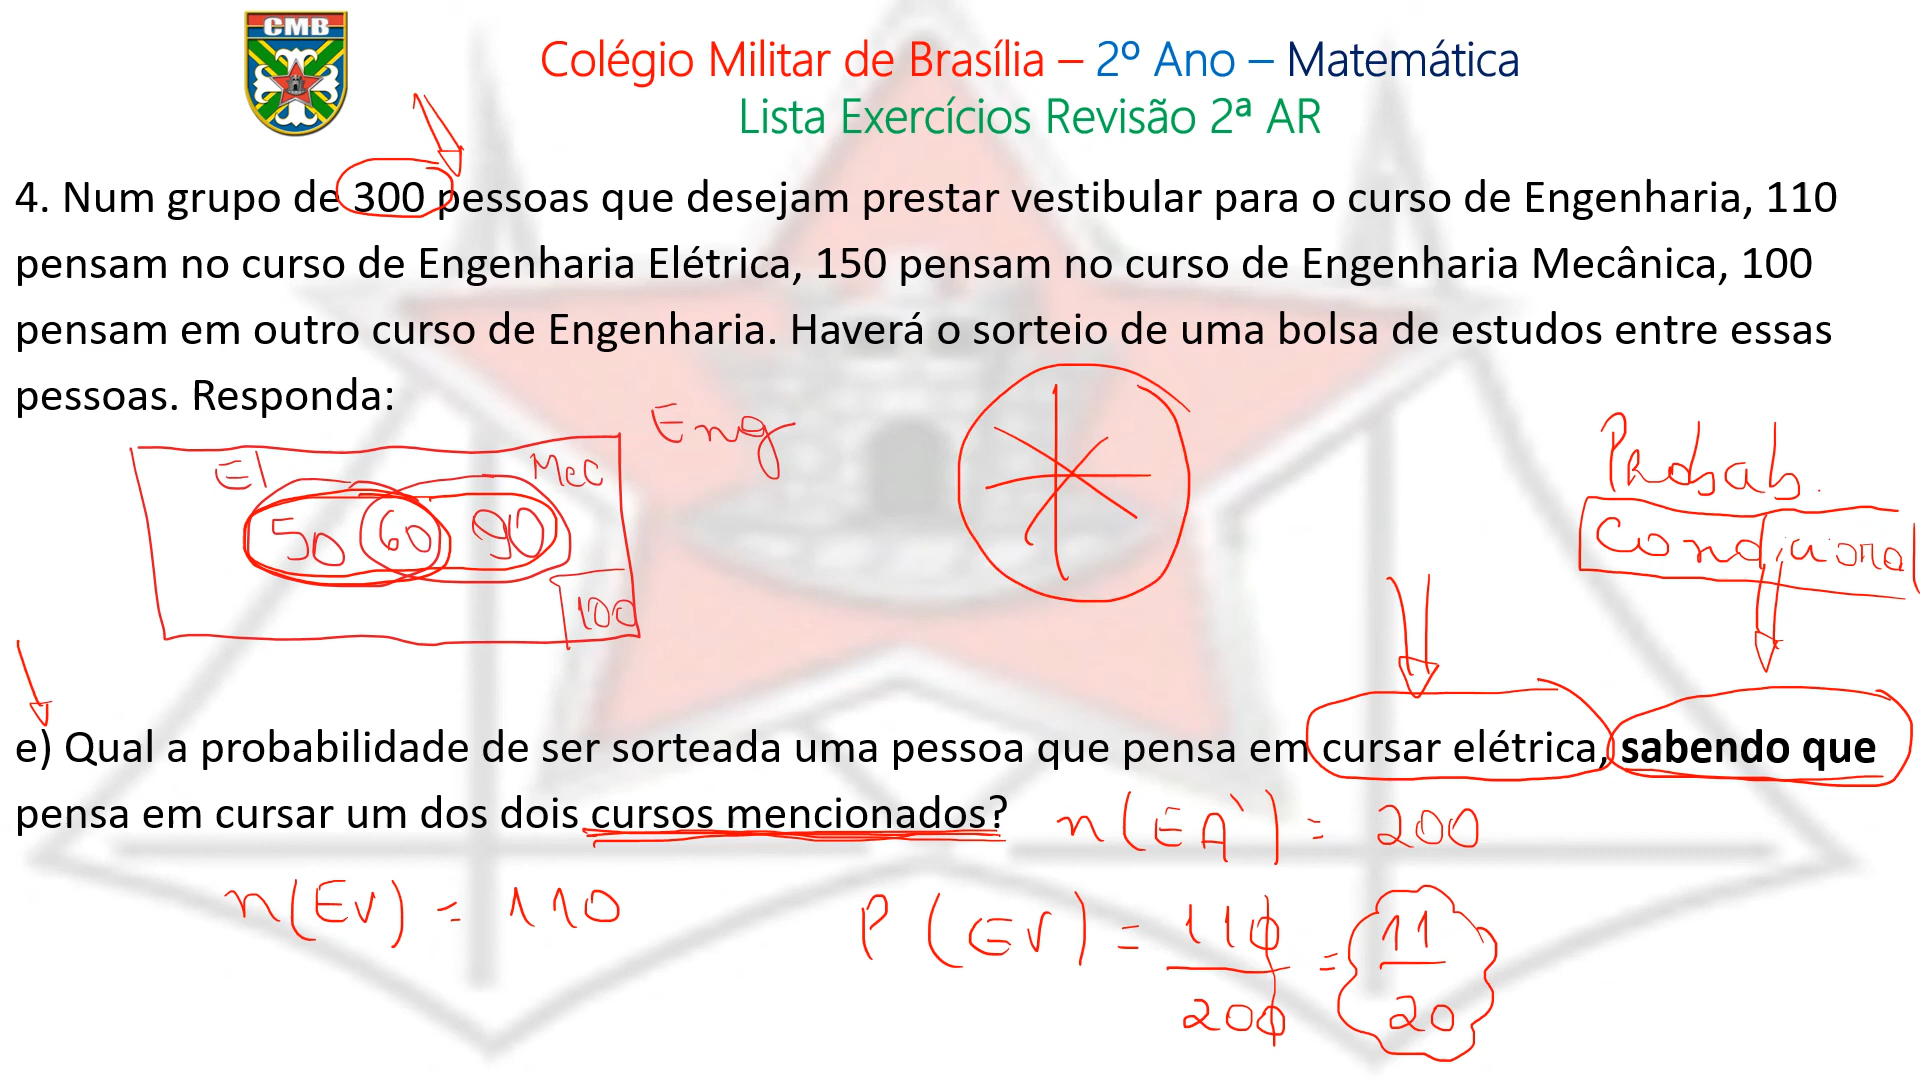 CMB
Colégio Militar de Brasília – 2º Ano – Matemática
Lista Exercícios Revisão 2ª AR
4. Num grupo de 300 pessoas que desejam prestar vestibular para o curso de Engenharia, 110
pensam no curso de Engenharia Elétrica, 150 pensam no curso de Engenharia Mecânica, 100
pensam em outro curso de Engenharia. Haverá o sorteio de uma bolsa de estudos entre essas
pessoas. Responda:
Eng
El Mec
50 60 90
100
Probab.
Condicional
e) Qual a probabilidade de ser sorteada uma pessoa que pensa em cursar elétrica, sabendo que
pensa em cursar um dos dois cursos mencionados?
n(EA`) = 200
n(EV) = 110
P(EV) = 110/200 = 11/20